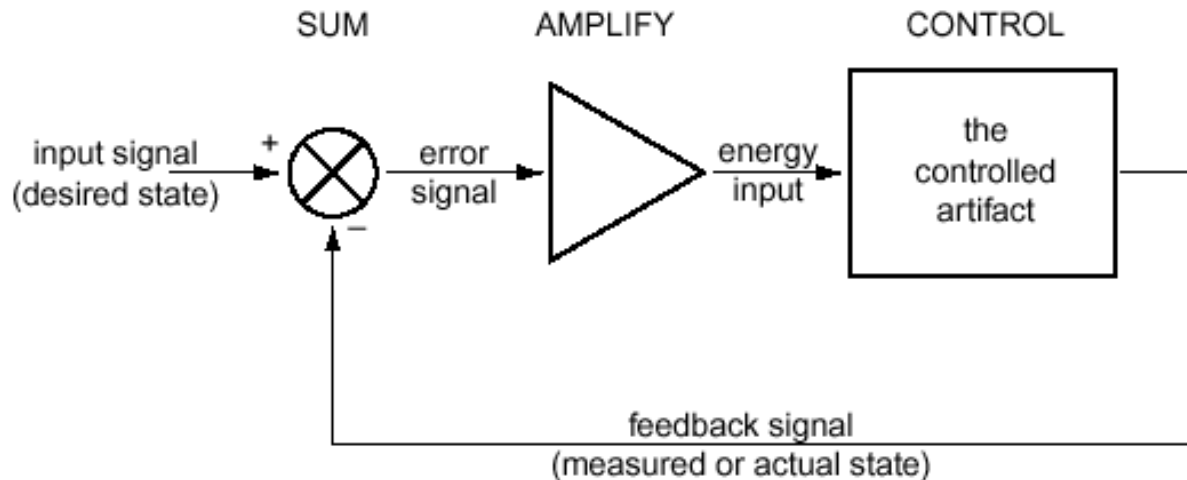 SUM
AMPLIFY
CONTROL
+
input signal
(desired state)
–
error
signal
energy
input
the
controlled
artifact
feedback signal
(measured or actual state)